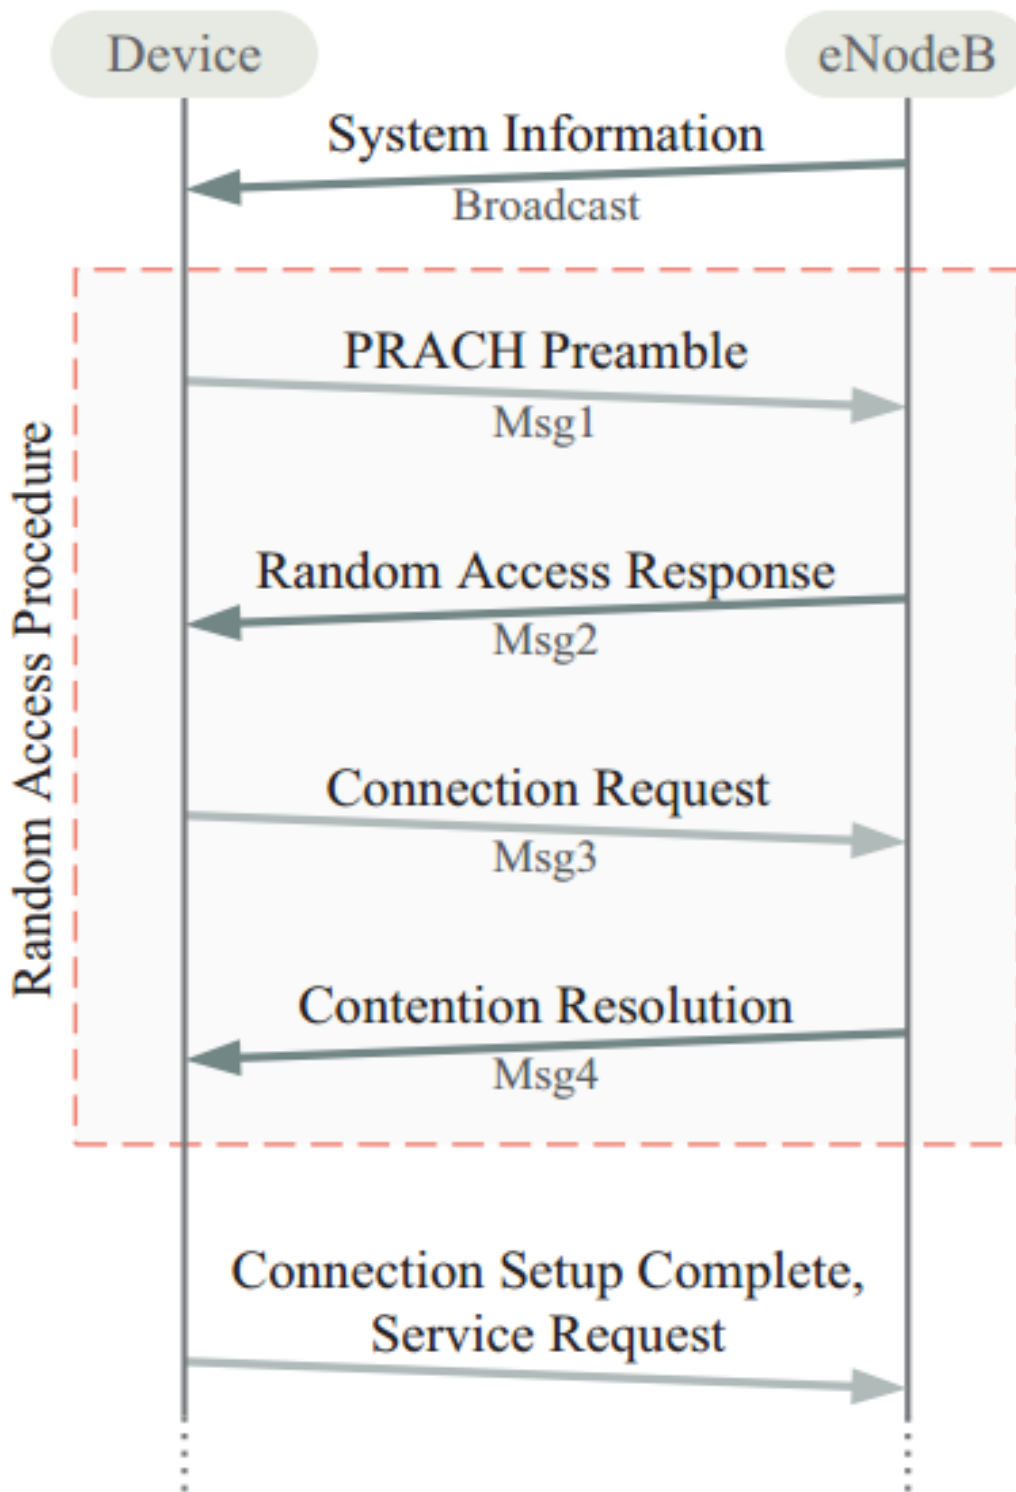 Device
eNodeB
System Information
Broadcast
Random Access Procedure
PRACH Preamble
Msg1
Random Access Response
Msg2
Connection Request
Msg3
Contention Resolution
Msg4
Connection Setup Complete,
Service Request